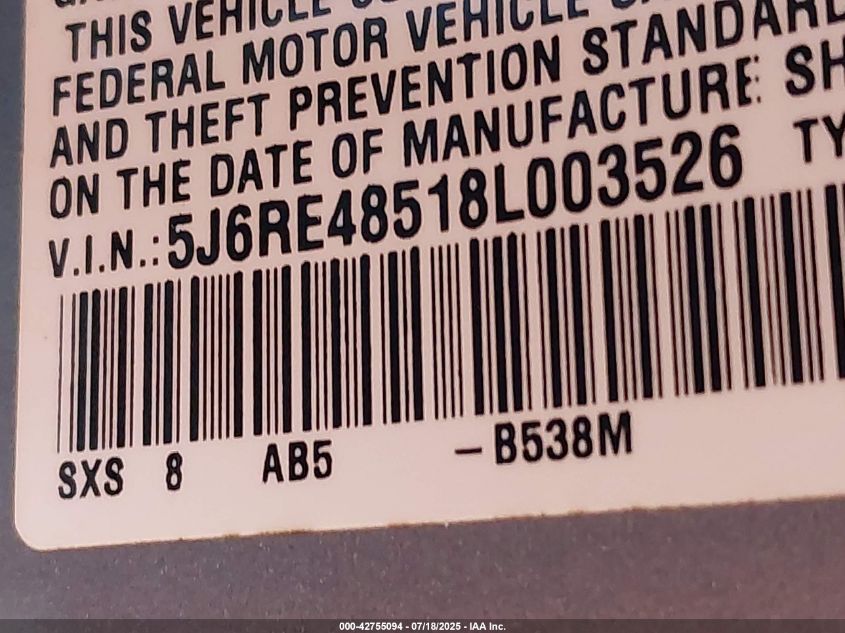 THIS VEHICLE
FEDERAL MOTOR VEHICLE
AND THEFT PREVENTION STANDARD
ON THE DATE OF MANUFACTURE SH
V.I.N.: 5J6RE48518L003526 TY
SXS 8 AB5 - B538M
000-42755094 - 07/18/2025 - IAA Inc.